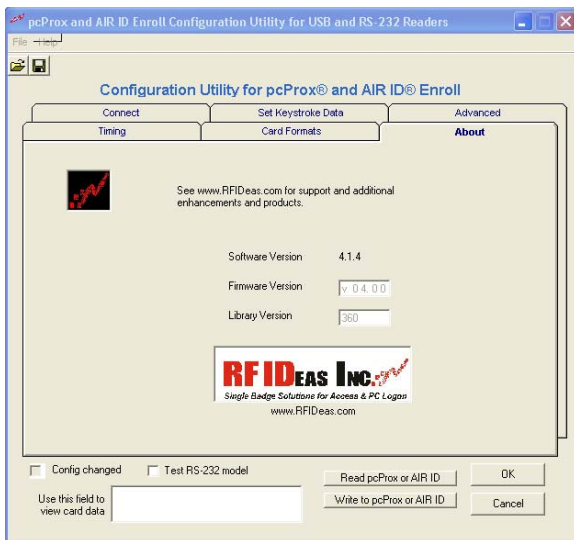 pcProx and AIR ID Enroll Configuration Utility for USB and RS-232 Readers
File Help
Configuration Utility for pcProx® and AIR ID® Enroll
Connect Set Keystroke Data Advanced
Timing Card Formats About
See www.RFIDeas.com for support and additional
enhancements and products.
Software Version 4.1.4
Firmware Version v 04.00
Library Version 360
RF IDEAS INC.
Single Badge Solutions for Access & PC Logon
www.RFIDeas.com
Config changed Test RS-232 model
Read pcProx or AIR ID OK
Use this field to
view card data
Write to pcProx or AIR ID Cancel